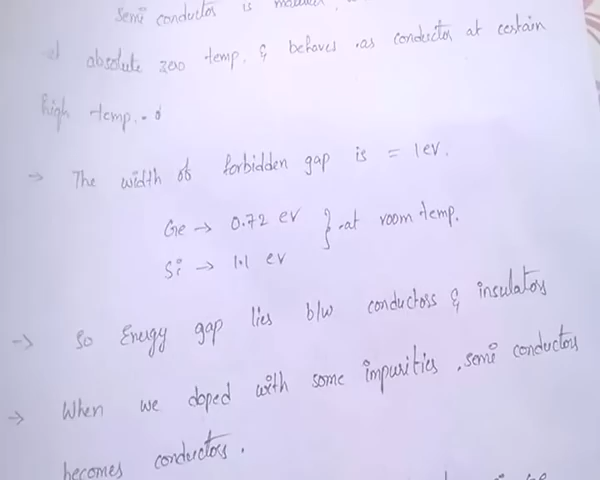 Semi conductor is
at absolute zero temp. & behaves as conductor at certain
high temp..
→ The width of forbidden gap is = 1ev.
Ge → 0.72 ev } at room temp.
Si → 1.1 ev
→ So Energy gap lies b/w conductors & insulators
→ When we doped with some impurities, semi conductors
becomes conductors.